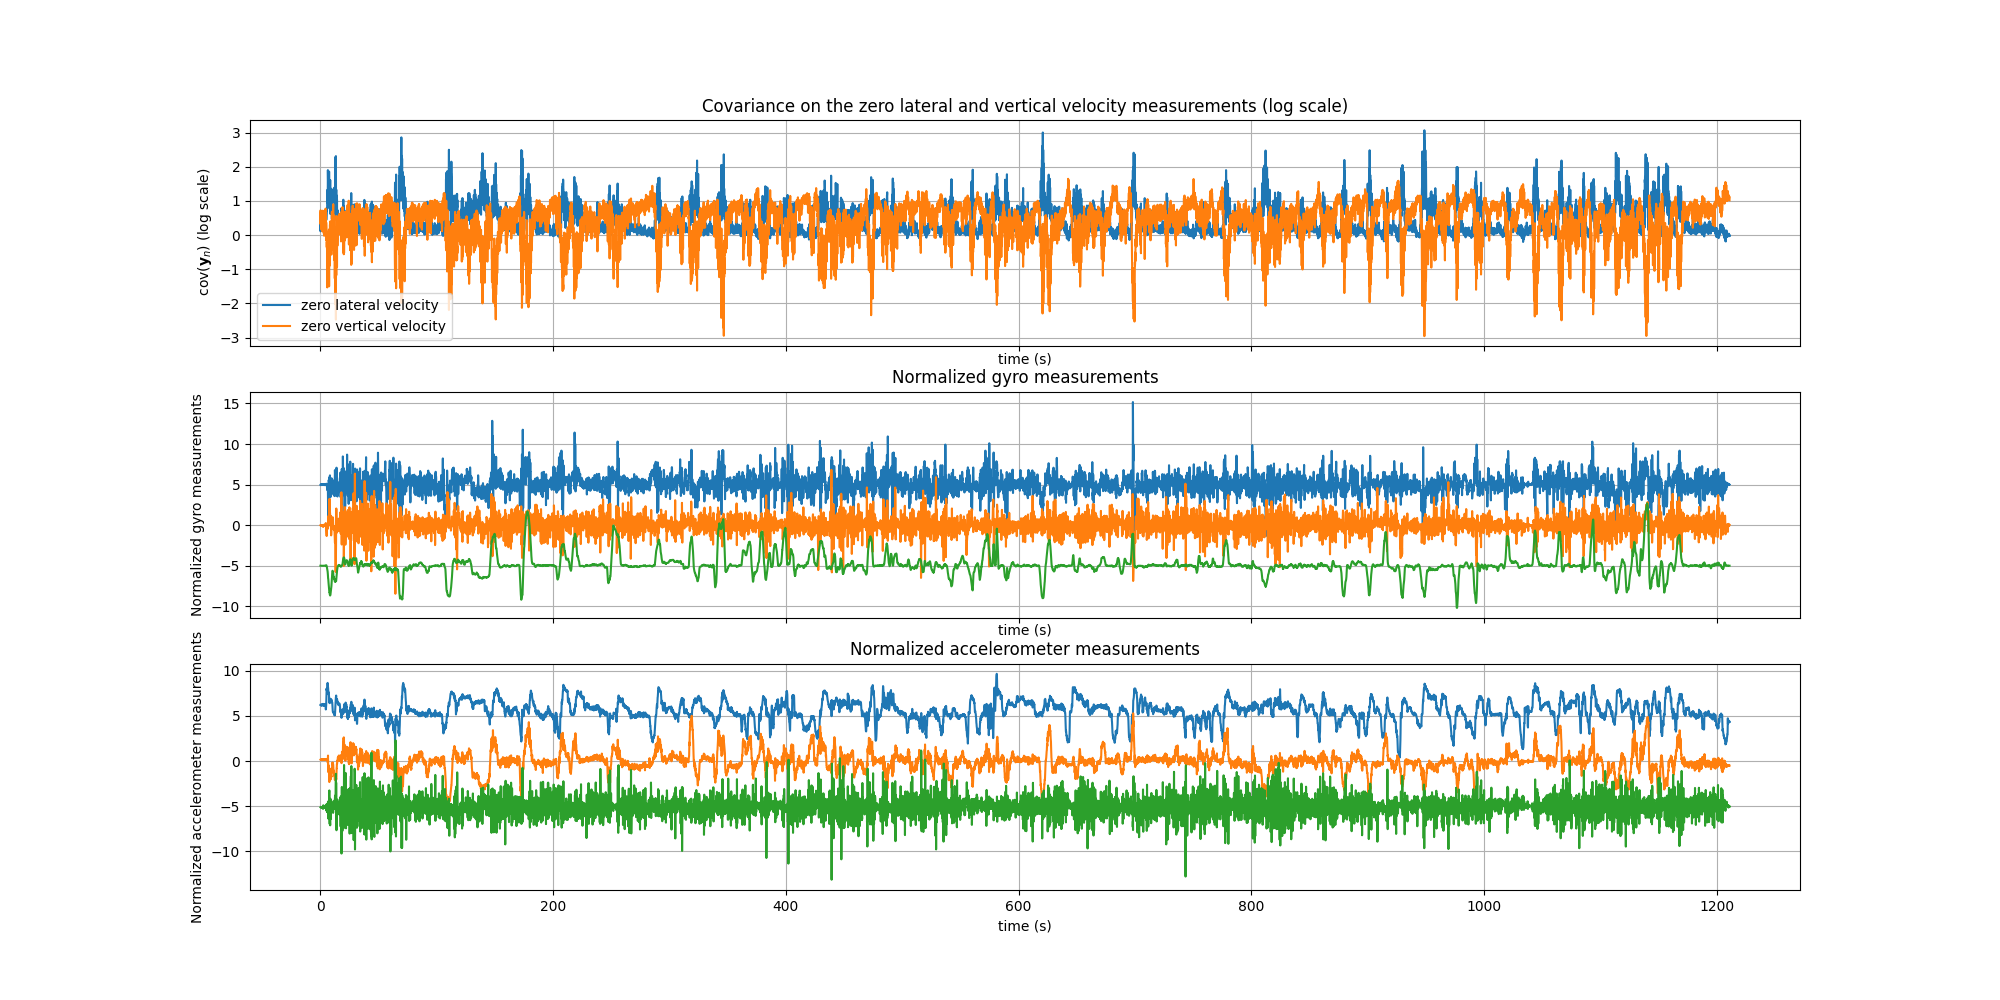 Covariance on the zero lateral and vertical velocity measurements (log scale)
cov(yₙ) (log scale)
3
2
1
0
−1
−2
−3
zero lateral velocity
zero vertical velocity
time (s)
Normalized gyro measurements
Normalized gyro measurements
15
10
5
0
−5
−10
time (s)
Normalized accelerometer measurements
Normalized accelerometer measurements
10
5
0
−5
−10
0 200 400 600 800 1000 1200
time (s)